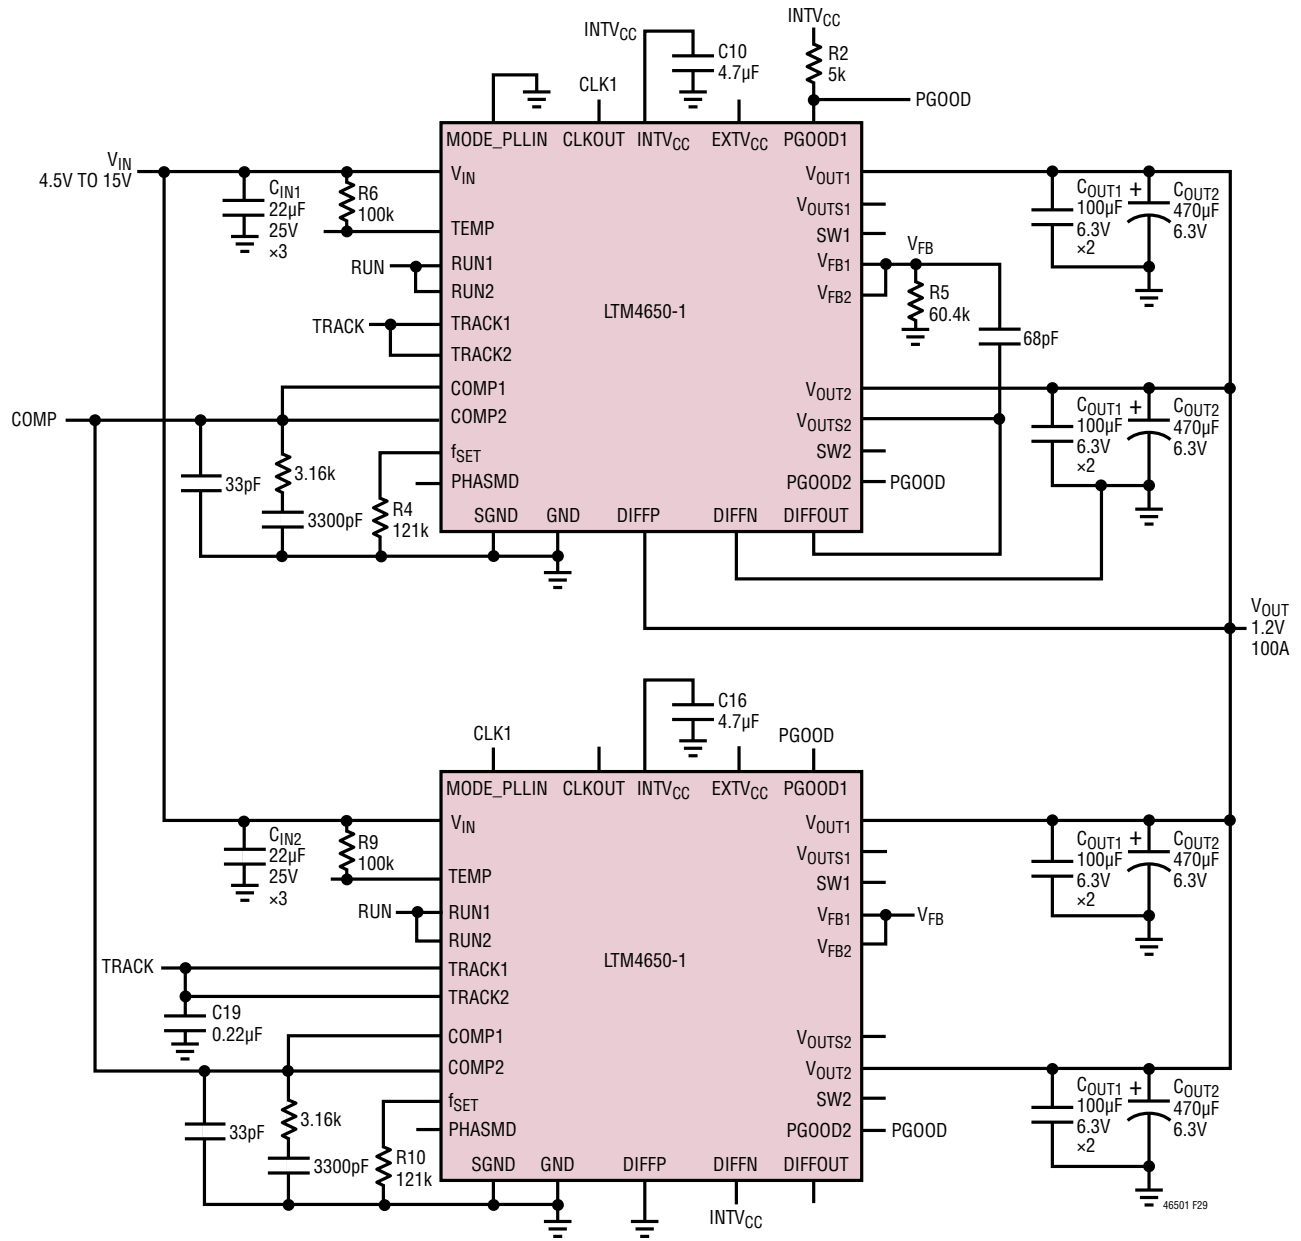 INTVCC
C10
4.7µF
INTVCC
R2
5k
CLK1
PGOOD
MODE_PLLIN
CLKOUT
INTVCC
EXTVCC
PGOOD1
VIN
4.5V TO 15V
CIN1
22µF
25V
×3
R6
100k
VIN
TEMP
RUN
RUN1
RUN2
TRACK
TRACK1
TRACK2
COMP
COMP1
COMP2
fSET
PHASMD
33pF
3.16k
3300pF
R4
121k
SGND
GND
DIFFP
DIFFN
DIFFOUT
LTM4650-1
VOUT1
VOUTS1
SW1
VFB1
VFB2
VFB
R5
60.4k
68pF
VOUT2
VOUTS2
SW2
PGOOD2
PGOOD
COUT1
100µF
6.3V
×2
+
COUT2
470µF
6.3V
COUT1
100µF
6.3V
×2
+
COUT2
470µF
6.3V
VOUT
1.2V
100A
CLK1
C16
4.7µF
PGOOD
MODE_PLLIN
CLKOUT
INTVCC
EXTVCC
PGOOD1
CIN2
22µF
25V
×3
R9
100k
VIN
TEMP
RUN
RUN1
RUN2
TRACK
TRACK1
TRACK2
C19
0.22µF
COMP1
COMP2
fSET
PHASMD
33pF
3.16k
3300pF
R10
121k
SGND
GND
DIFFP
DIFFN
DIFFOUT
INTVCC
LTM4650-1
VOUT1
VOUTS1
SW1
VFB1
VFB2
VFB
VOUTS2
VOUT2
SW2
PGOOD2
PGOOD
COUT1
100µF
6.3V
×2
+
COUT2
470µF
6.3V
COUT1
100µF
6.3V
×2
+
COUT2
470µF
6.3V
46501 F29